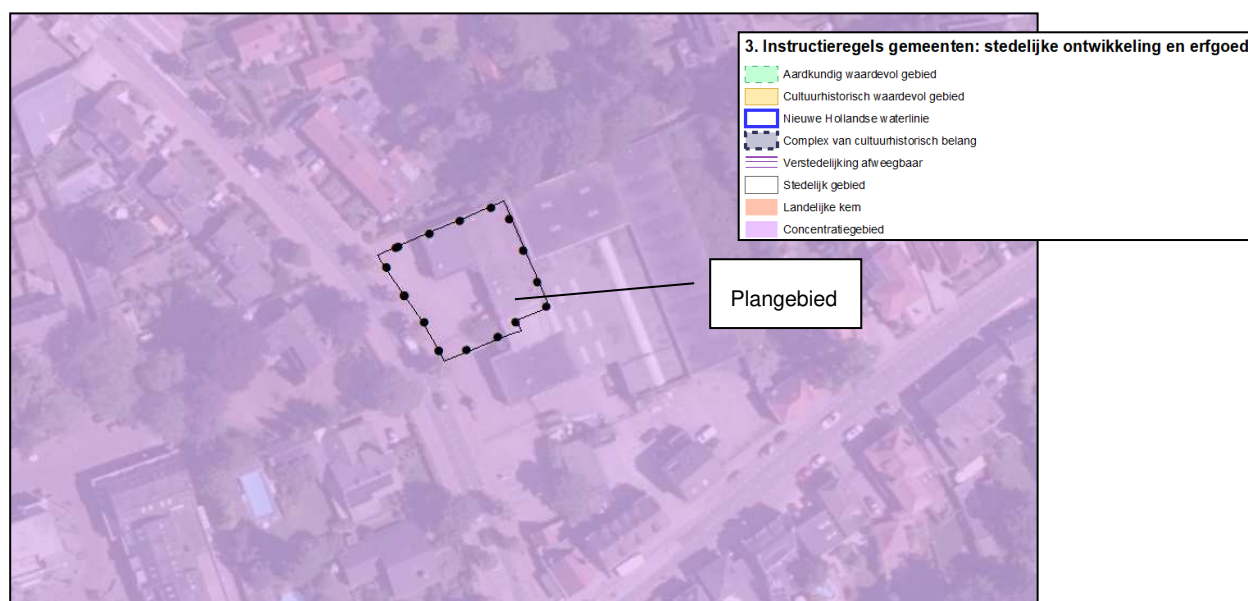 3. Instructieregels gemeenten: stedelijke ontwikkeling en erfgoed
Aardkundig waardevol gebied
Cultuurhistorisch waardevol gebied
Nieuwe Hollandse waterlinie
Complex van cultuurhistorisch belang
Verstedelijking afweegbaar
Stedelijk gebied
Landelijke kern
Concentratiegebied
Plangebied